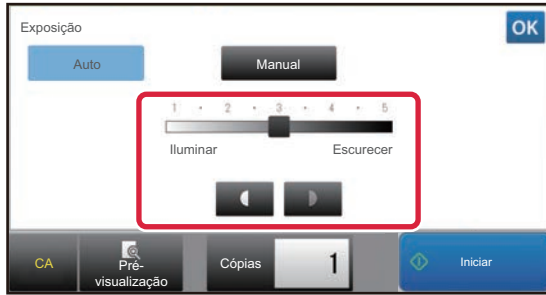 Exposição
OK
Auto
Manual
1 • 2 • 3 • 4 • 5
Iluminar
Escurecer
CA
Pré-
visualização
Cópias
1
Iniciar